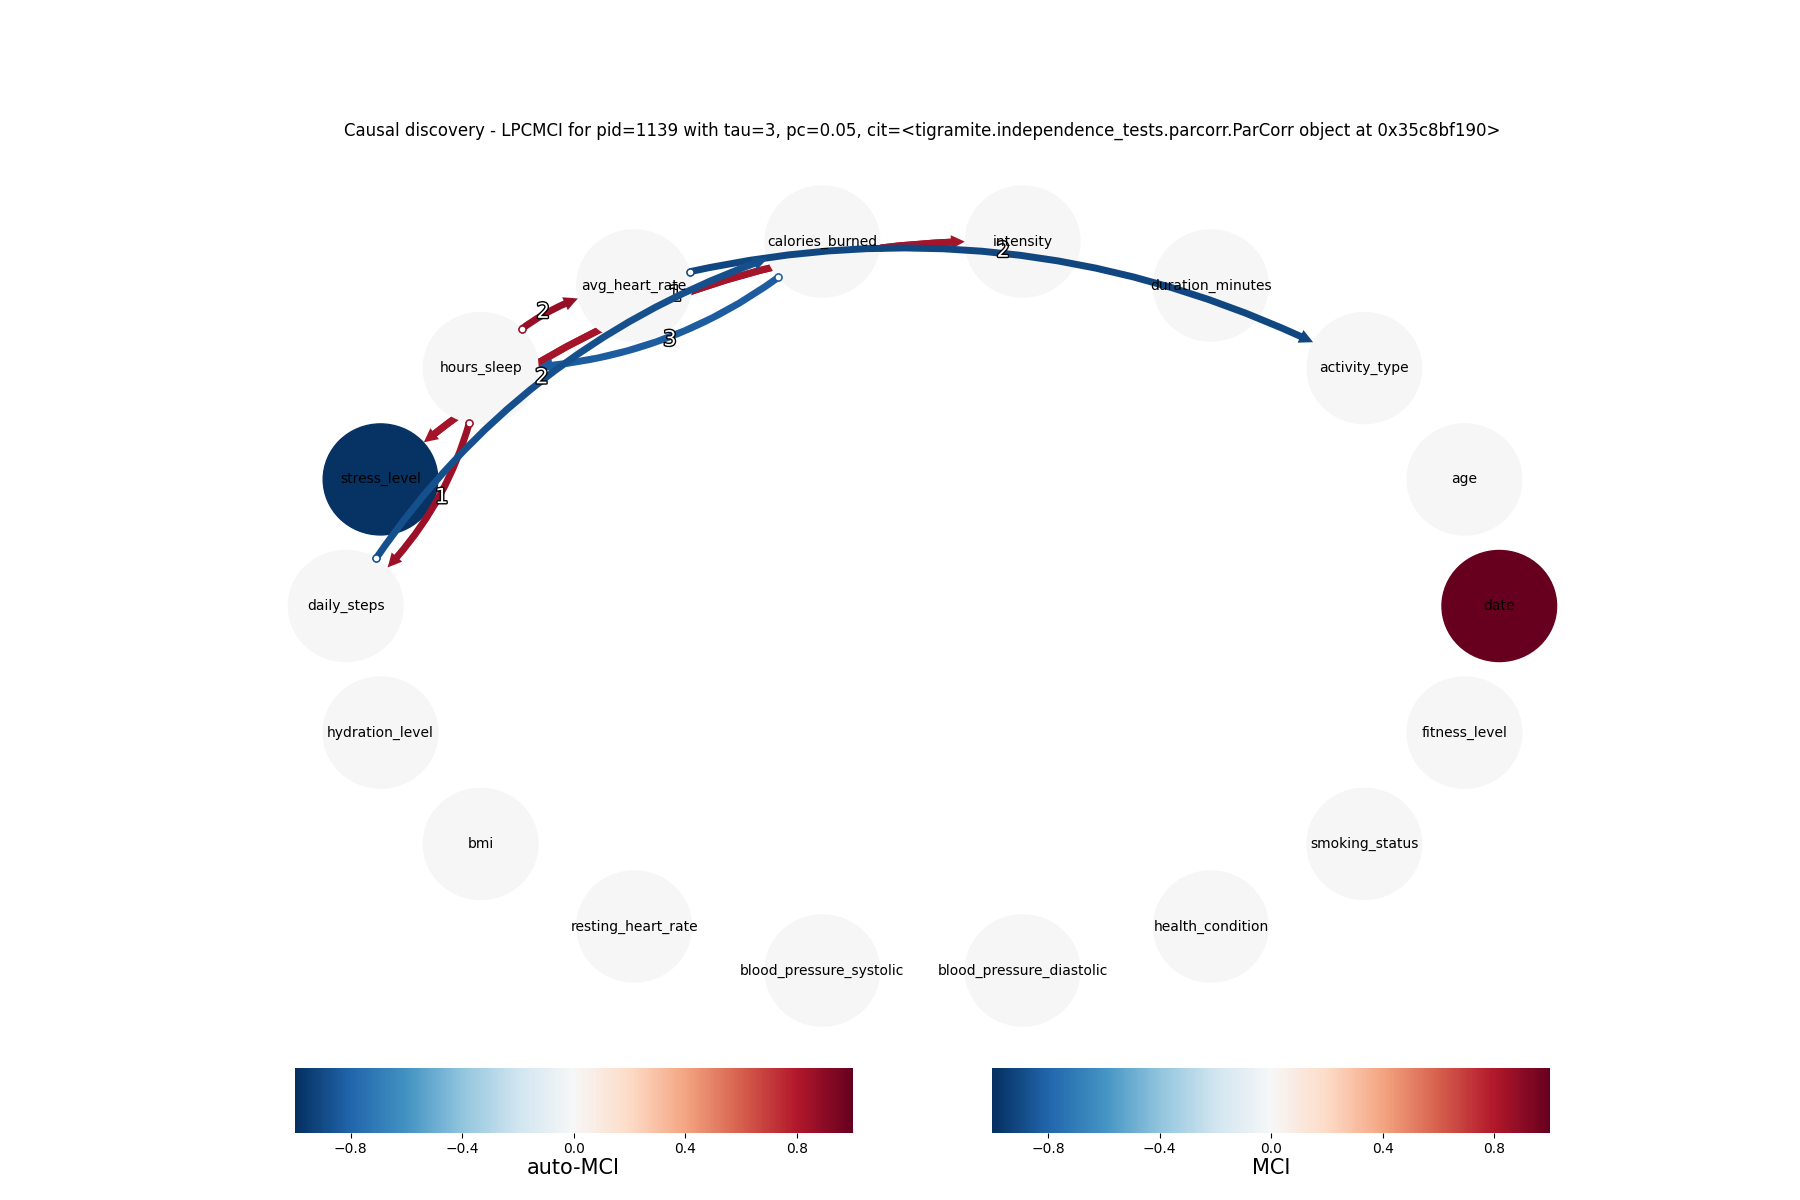 Causal discovery - LPCMCI for pid=1139 with tau=3, pc=0.05, cit=<tigramite.independence_tests.parcorr.ParCorr object at 0x35c8bf190>
calories_burned
intensity
2
avg_heart_rate
1
duration_minutes
2
3
hours_sleep
2
activity_type
stress_level
1
age
daily_steps
date
hydration_level
fitness_level
bmi
smoking_status
resting_heart_rate
health_condition
blood_pressure_systolic
blood_pressure_diastolic
−0.8 −0.4 0.0 0.4 0.8
auto-MCI
−0.8 −0.4 0.0 0.4 0.8
MCI